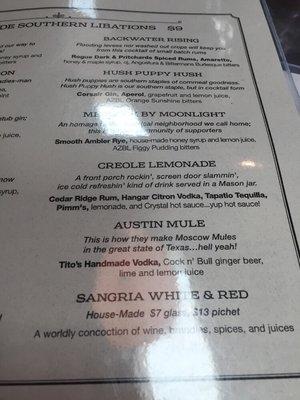 DE SOUTHERN LIBATIONS $9
BACKWATER RISING
Flooding levees nor washed out crops will keep you
from this cocktail of small batch rums
Rogue Dark & Pritchards Spiced Rums, Amaretto,
honey & maple syrup, Angostura & Bitterman's Burlesque bitters
HUSH PUPPY HUSH
Hush puppies are southern staples of cornmeal goodness.
Hush Puppy Hush is our southern staple, but in cocktail form
Corsair Gin, Aperol, grapefruit and lemon juice,
AZBL Orange Sunshine bitters
BY MOONLIGHT
An homage neighborhood we call home;
this community of supporters
Smooth Ambler Rye, house-made honey syrup and lemon juice,
AZBL Figgy Pudding bitters
CREOLE LEMONADE
A front porch rockin', screen door slammin',
ice cold refreshin' kind of drink served in a Mason jar.
Cedar Ridge Rum, Hangar Citron Vodka, Tapatio Tequilla,
Pimm's, lemonade, and Crystal hot sauce...yup hot sauce!
AUSTIN MULE
This is how they make Moscow Mules
in the great state of Texas...hell yeah!
Tito's Handmade Vodka, Cock n' Bull ginger beer,
lime and lemon juice
SANGRIA WHITE & RED
House-Made $7 glass, $13 pichet
A worldly concoction of wine, brandies, spices, and juices